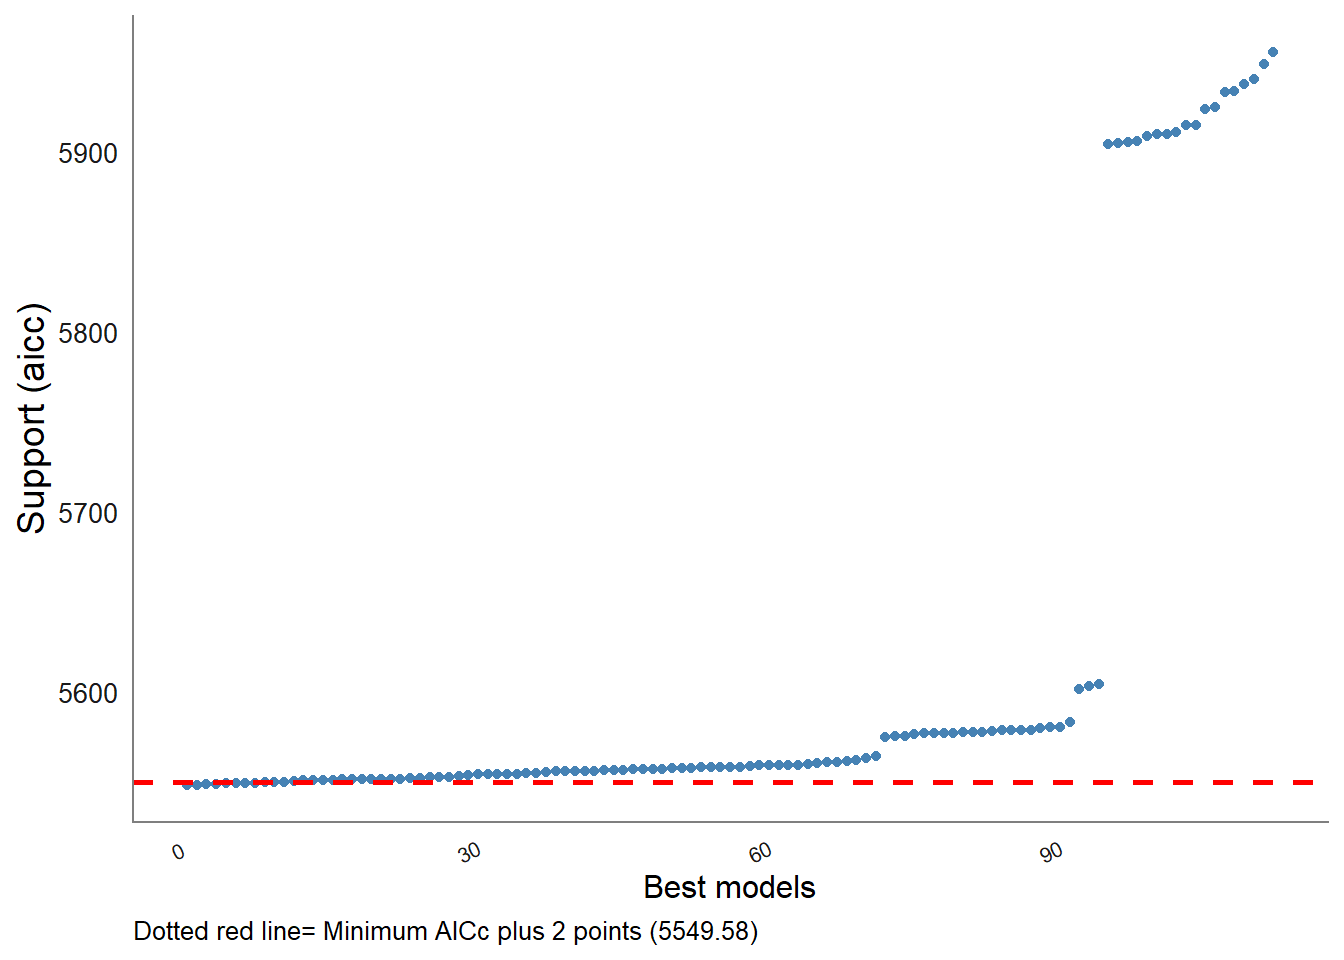 Support (aicc)
5900
5800
5700
5600
0
30
60
90
Best models
Dotted red line= Minimum AICc plus 2 points (5549.58)